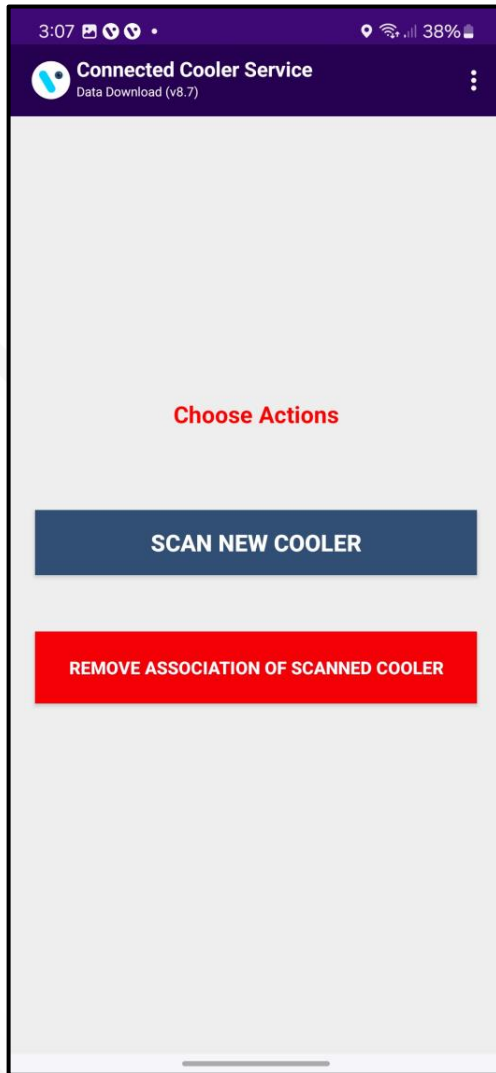 3:07 38%
Connected Cooler Service
Data Download (v8.7)
Choose Actions
SCAN NEW COOLER
REMOVE ASSOCIATION OF SCANNED COOLER